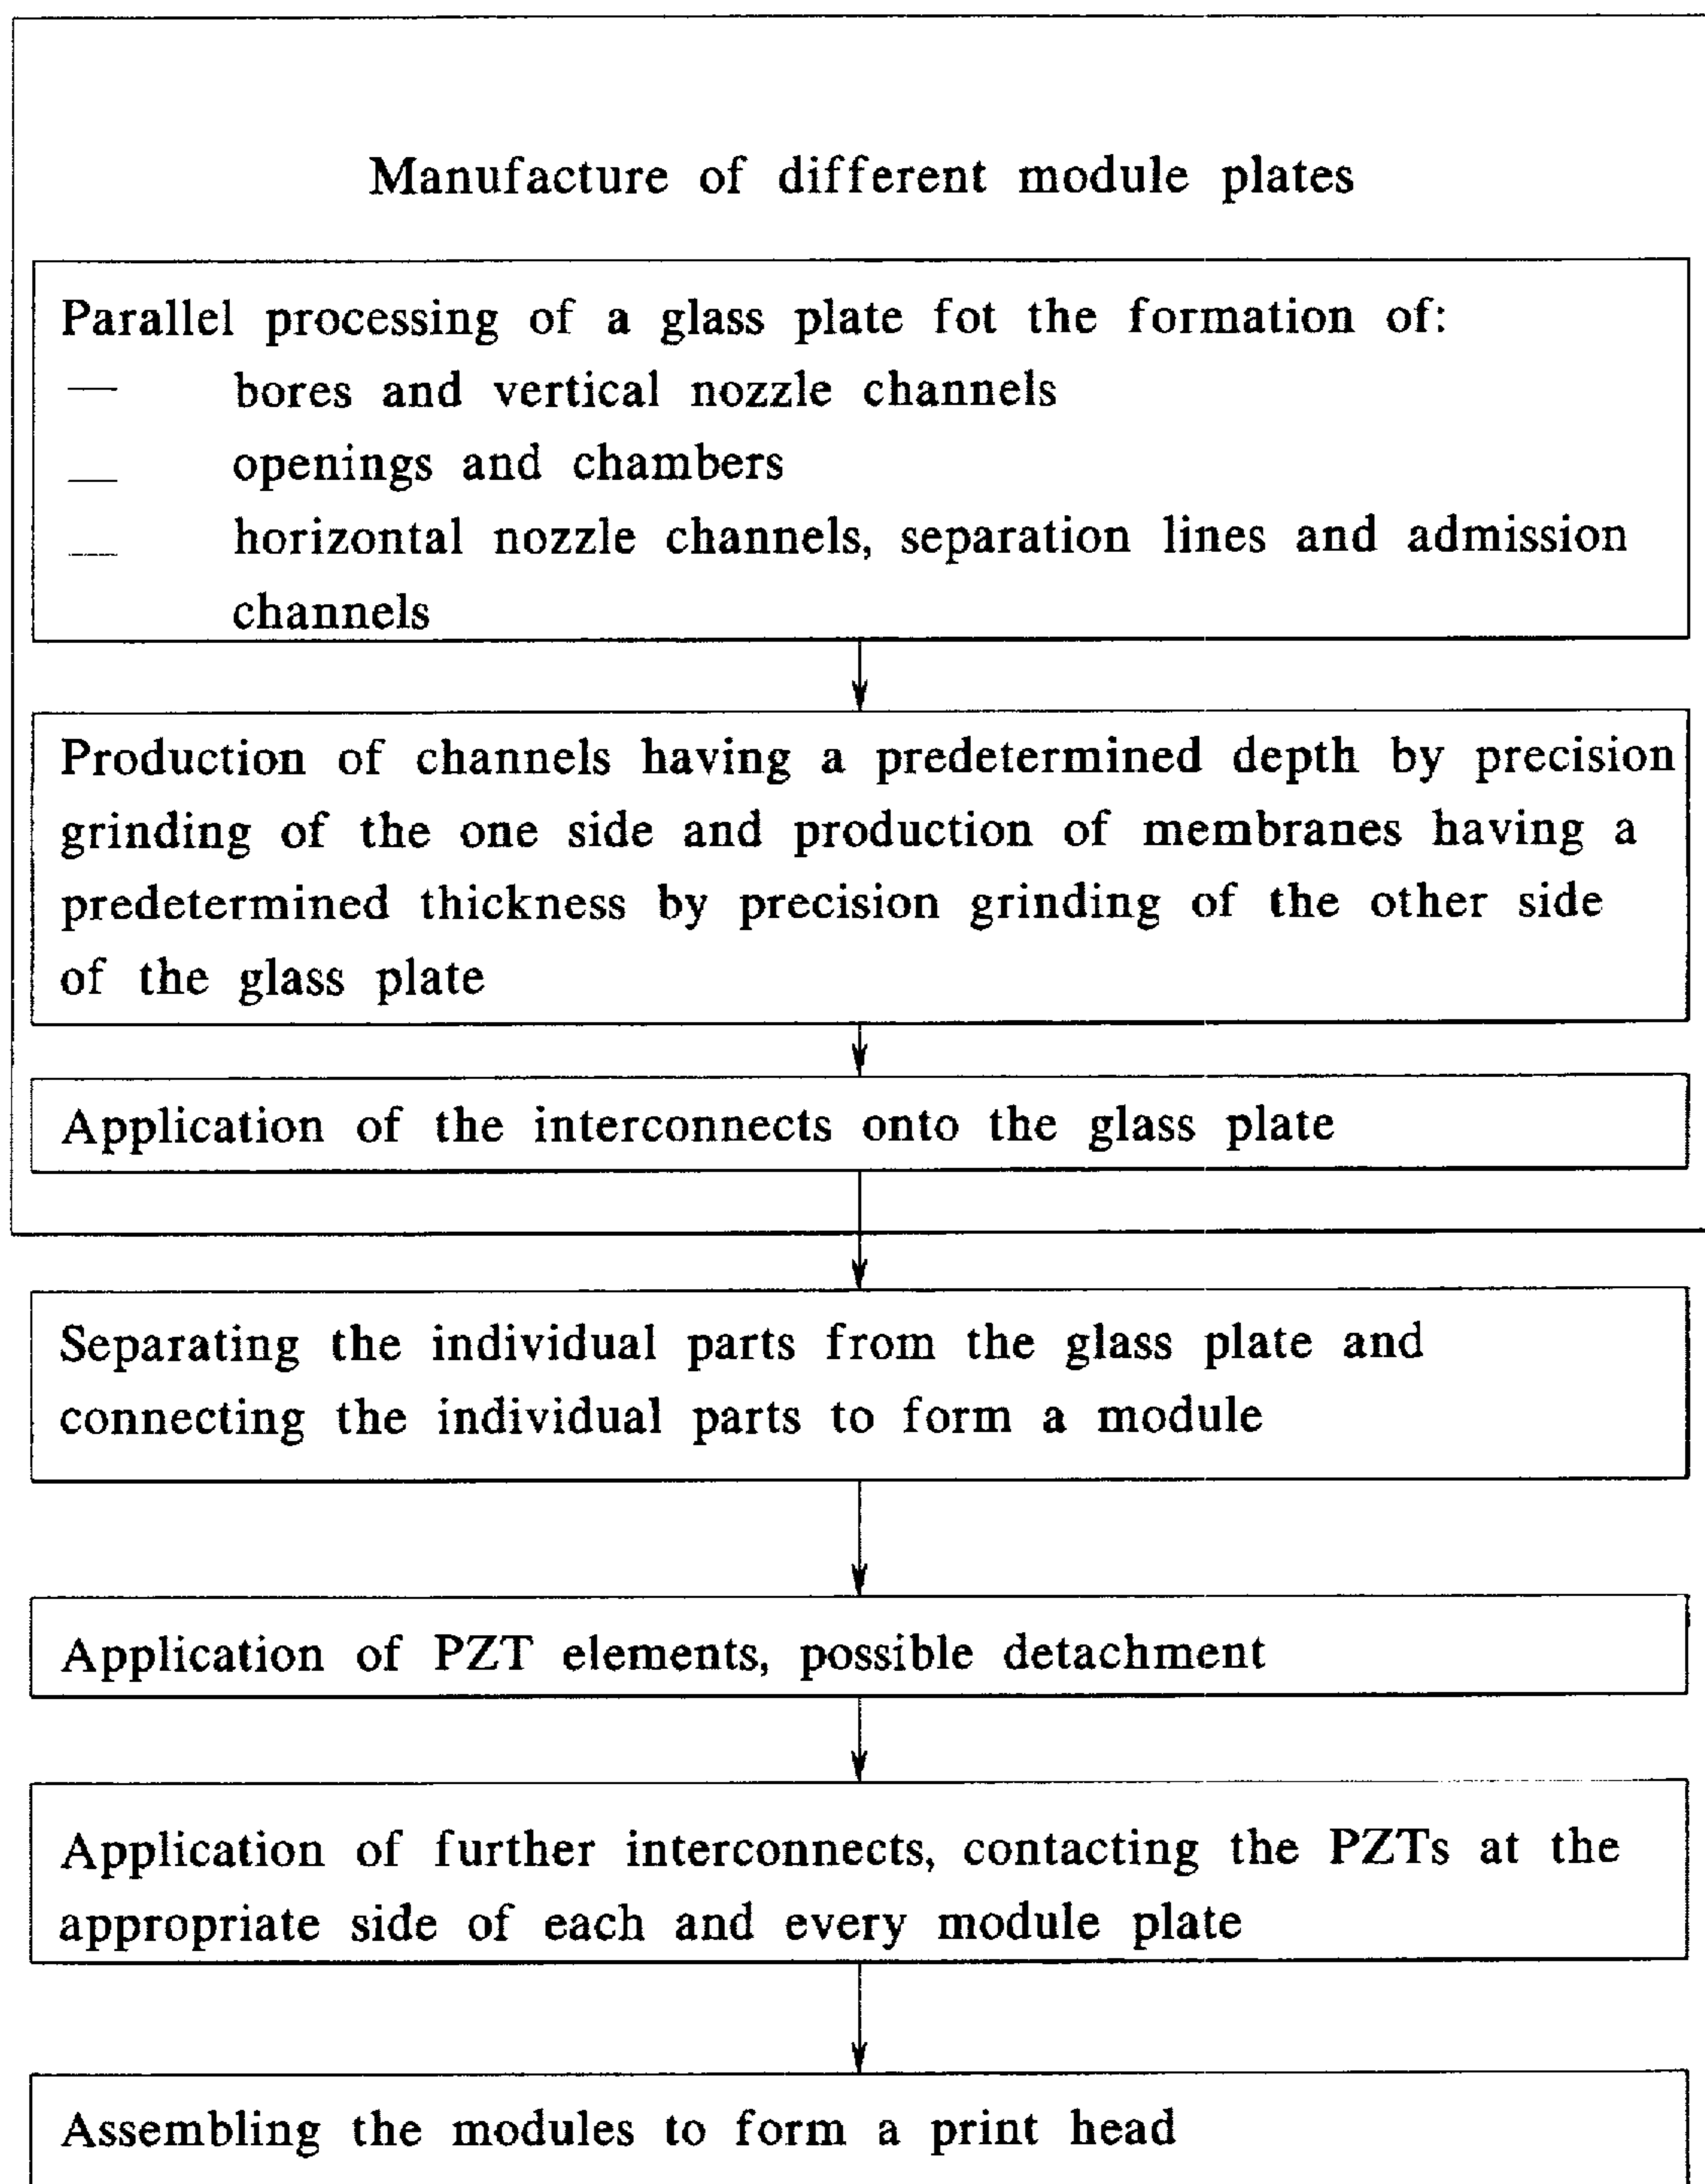 Manufacture of different module plates
Parallel processing of a glass plate fot the formation of:
— bores and vertical nozzle channels
— openings and chambers
— horizontal nozzle channels, separation lines and admission
channels
Production of channels having a predetermined depth by precision
grinding of the one side and production of membranes having a
predetermined thickness by precision grinding of the other side
of the glass plate
Application of the interconnects onto the glass plate
Separating the individual parts from the glass plate and
connecting the individual parts to form a module
Application of PZT elements, possible detachment
Application of further interconnects, contacting the PZTs at the
appropriate side of each and every module plate
Assembling the modules to form a print head